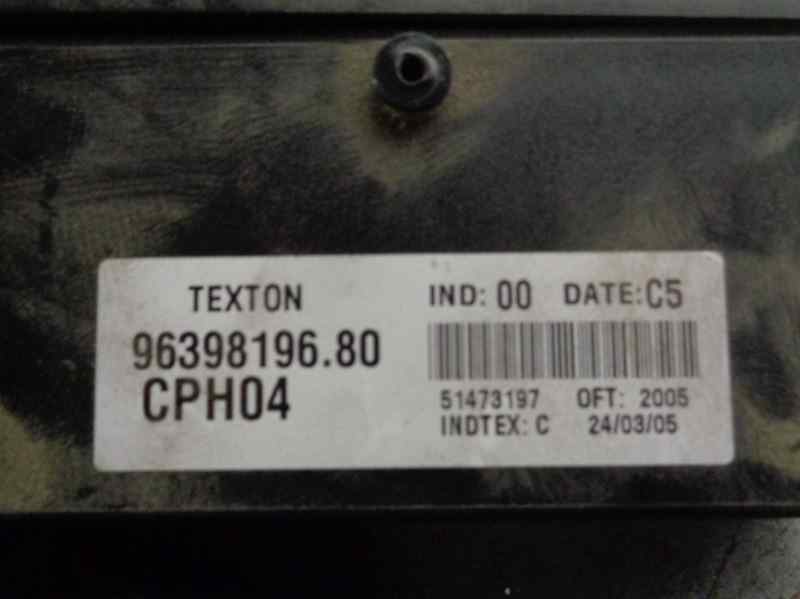 TEXTON
96398196.80
CPH04
IND: 00 DATE:C5
51473197 OFT: 2005
INDTEX: C 24/03/05